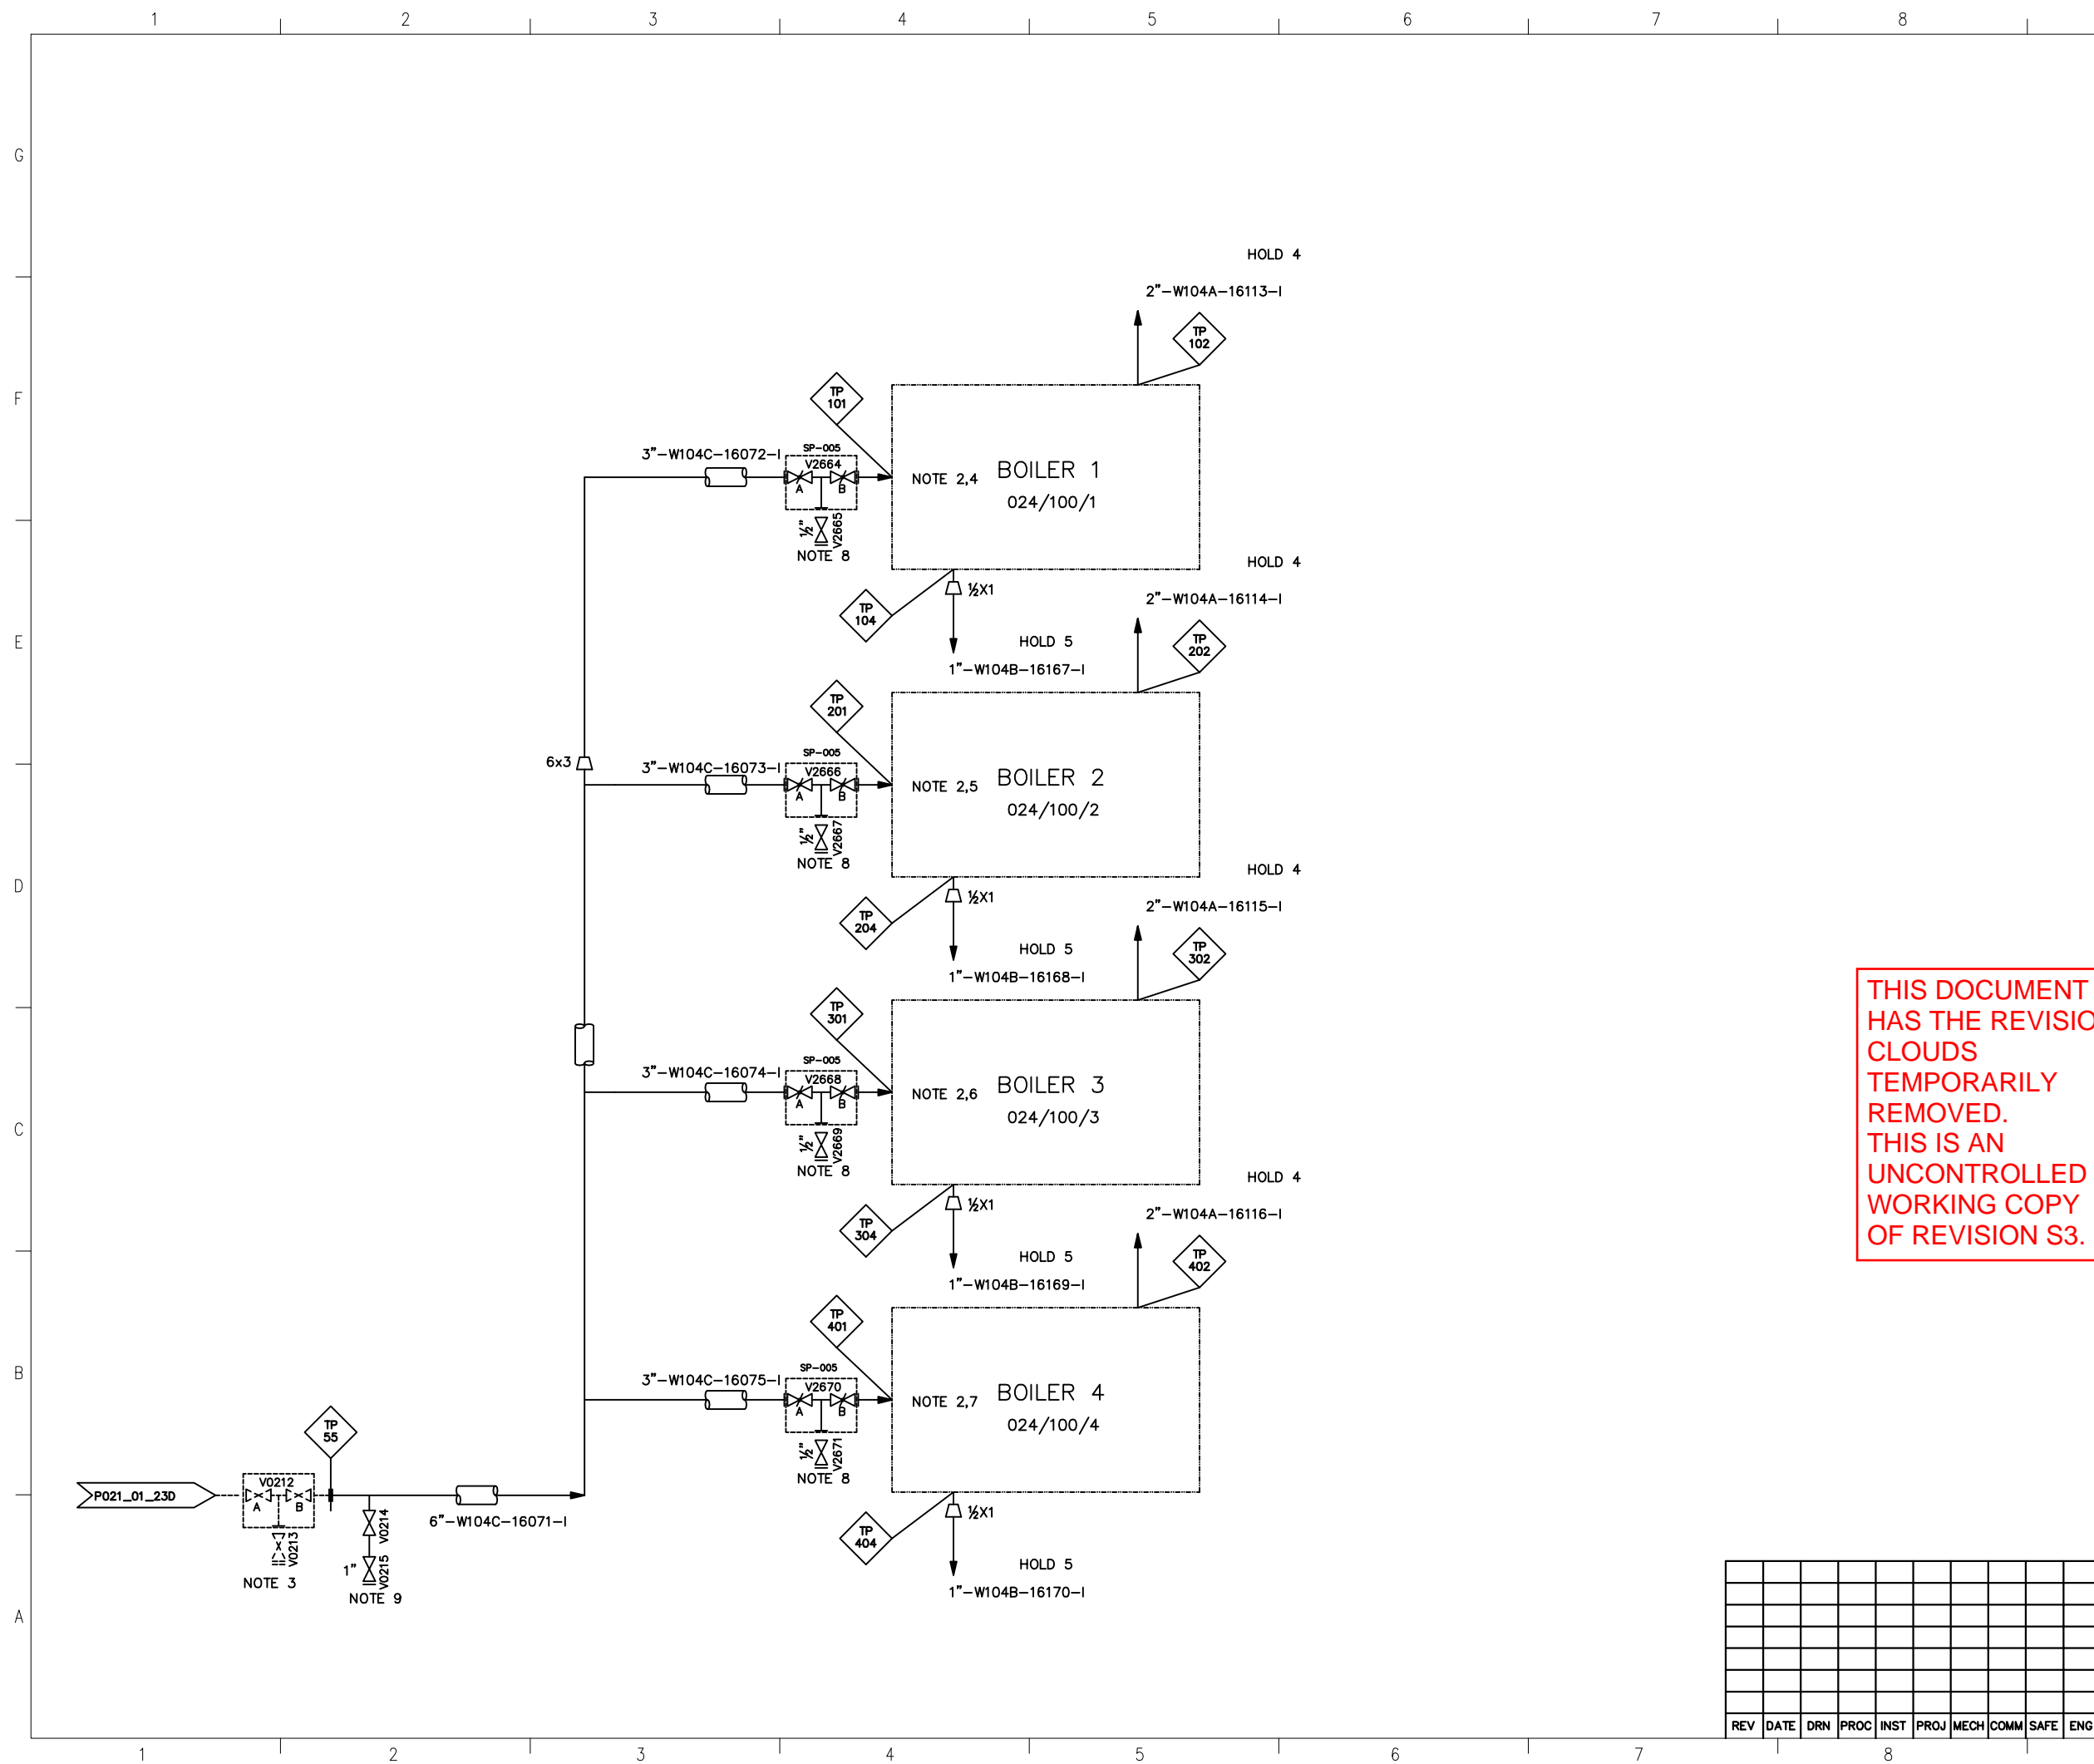 1 2 3 4 5 6 7 8
G
HOLD 4
2"-W104A-16113-I
TP
102
F
TP
101
3"-W104C-16072-I
SP-005
V2664
A B
NOTE 2,4
BOILER 1
024/100/1
½"
V2665
NOTE 8
HOLD 4
½X1
2"-W104A-16114-I
TP
104
E
HOLD 5
TP
202
1"-W104B-16167-I
TP
201
6x3
3"-W104C-16073-I
SP-005
V2666
A B
NOTE 2,5
BOILER 2
024/100/2
½"
V2667
NOTE 8
HOLD 4
D
½X1
2"-W104A-16115-I
TP
204
HOLD 5
TP
302
1"-W104B-16168-I
THIS DOCUMENT
HAS THE REVISIO
CLOUDS
TEMPORARILY
REMOVED.
THIS IS AN
UNCONTROLLED
WORKING COPY
OF REVISION S3.
TP
301
3"-W104C-16074-I
SP-005
V2668
A B
NOTE 2,6
BOILER 3
024/100/3
C
½"
V2669
NOTE 8
HOLD 4
½X1
2"-W104A-16116-I
TP
304
HOLD 5
TP
402
1"-W104B-16169-I
TP
401
B
3"-W104C-16075-I
SP-005
V2670
A B
NOTE 2,7
BOILER 4
024/100/4
½"
V2671
NOTE 8
TP
55
P021_01_23D
V0212
A B
V0213
NOTE 3
V0214
1"
V0215
NOTE 9
6"-W104C-16071-I
½X1
TP
404
HOLD 5
1"-W104B-16170-I
A
REV DATE DRN PROC INST PROJ MECH COMM SAFE ENG
1 2 3 4 5 6 7 8